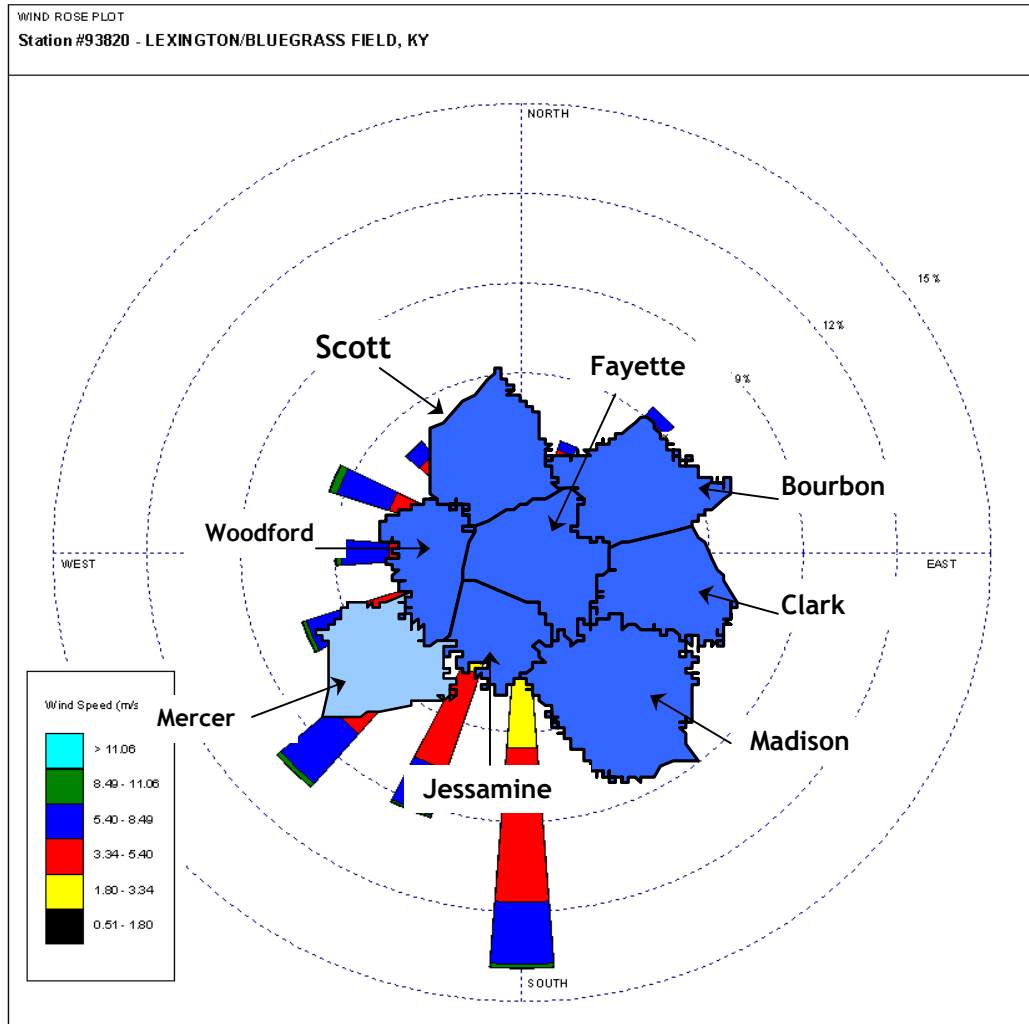 WIND ROSE PLOT
Station #93820 - LEXINGTON/BLUEGRASS FIELD, KY
NORTH
15%
12%
Scott
Fayette
9%
Bourbon
Woodford
WEST
EAST
Clark
Wind Speed (m/s
Mercer
Madison
> 11.06
8.49 - 11.06
Jessamine
5.40 - 8.49
3.34 - 5.40
1.80 - 3.34
0.51 - 1.80
SOUTH